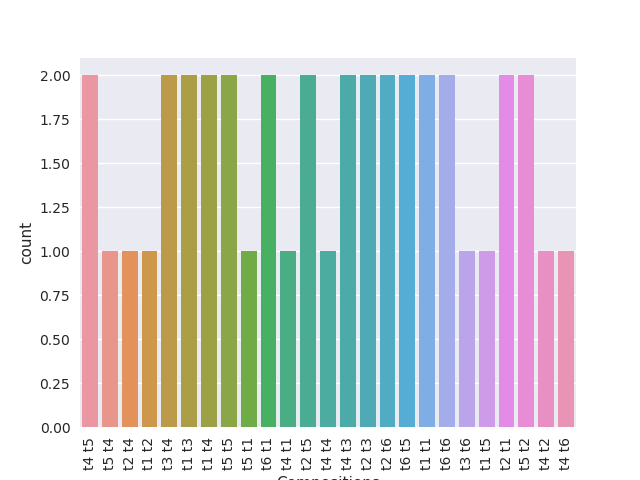 2.00
1.75
1.50
1.25
1.00
0.75
0.50
0.25
0.00
count
t4 t5
t5 t4
t2 t4
t1 t2
t3 t4
t1 t3
t1 t4
t5 t5
t5 t1
t6 t1
t4 t1
t2 t5
t4 t4
t4 t3
t2 t3
t2 t6
t6 t5
t1 t1
t6 t6
t3 t6
t1 t5
t2 t1
t5 t2
t4 t2
t4 t6
Compositions